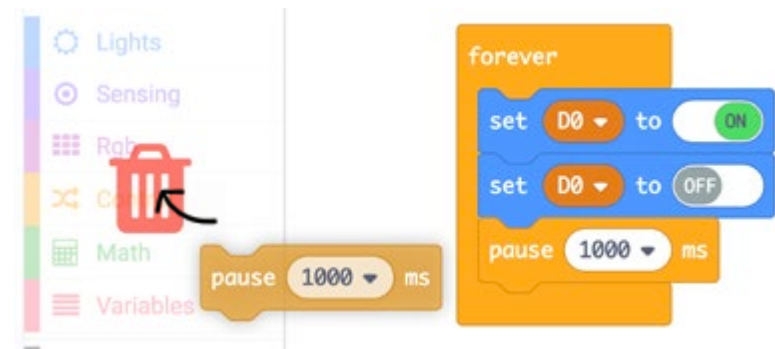 Lights
Sensing
Rgb
Math
Variables
pause 1000 ms
forever
set D0 to ON
set D0 to OFF
pause 1000 ms